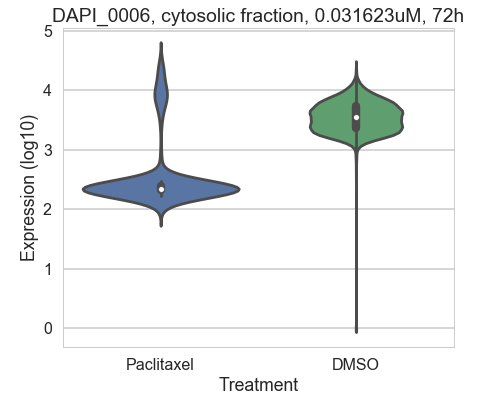 DAPI_0006, cytosolic fraction, 0.031623uM, 72h
5
4
3
2
1
0
Expression (log10)
Paclitaxel
DMSO
Treatment